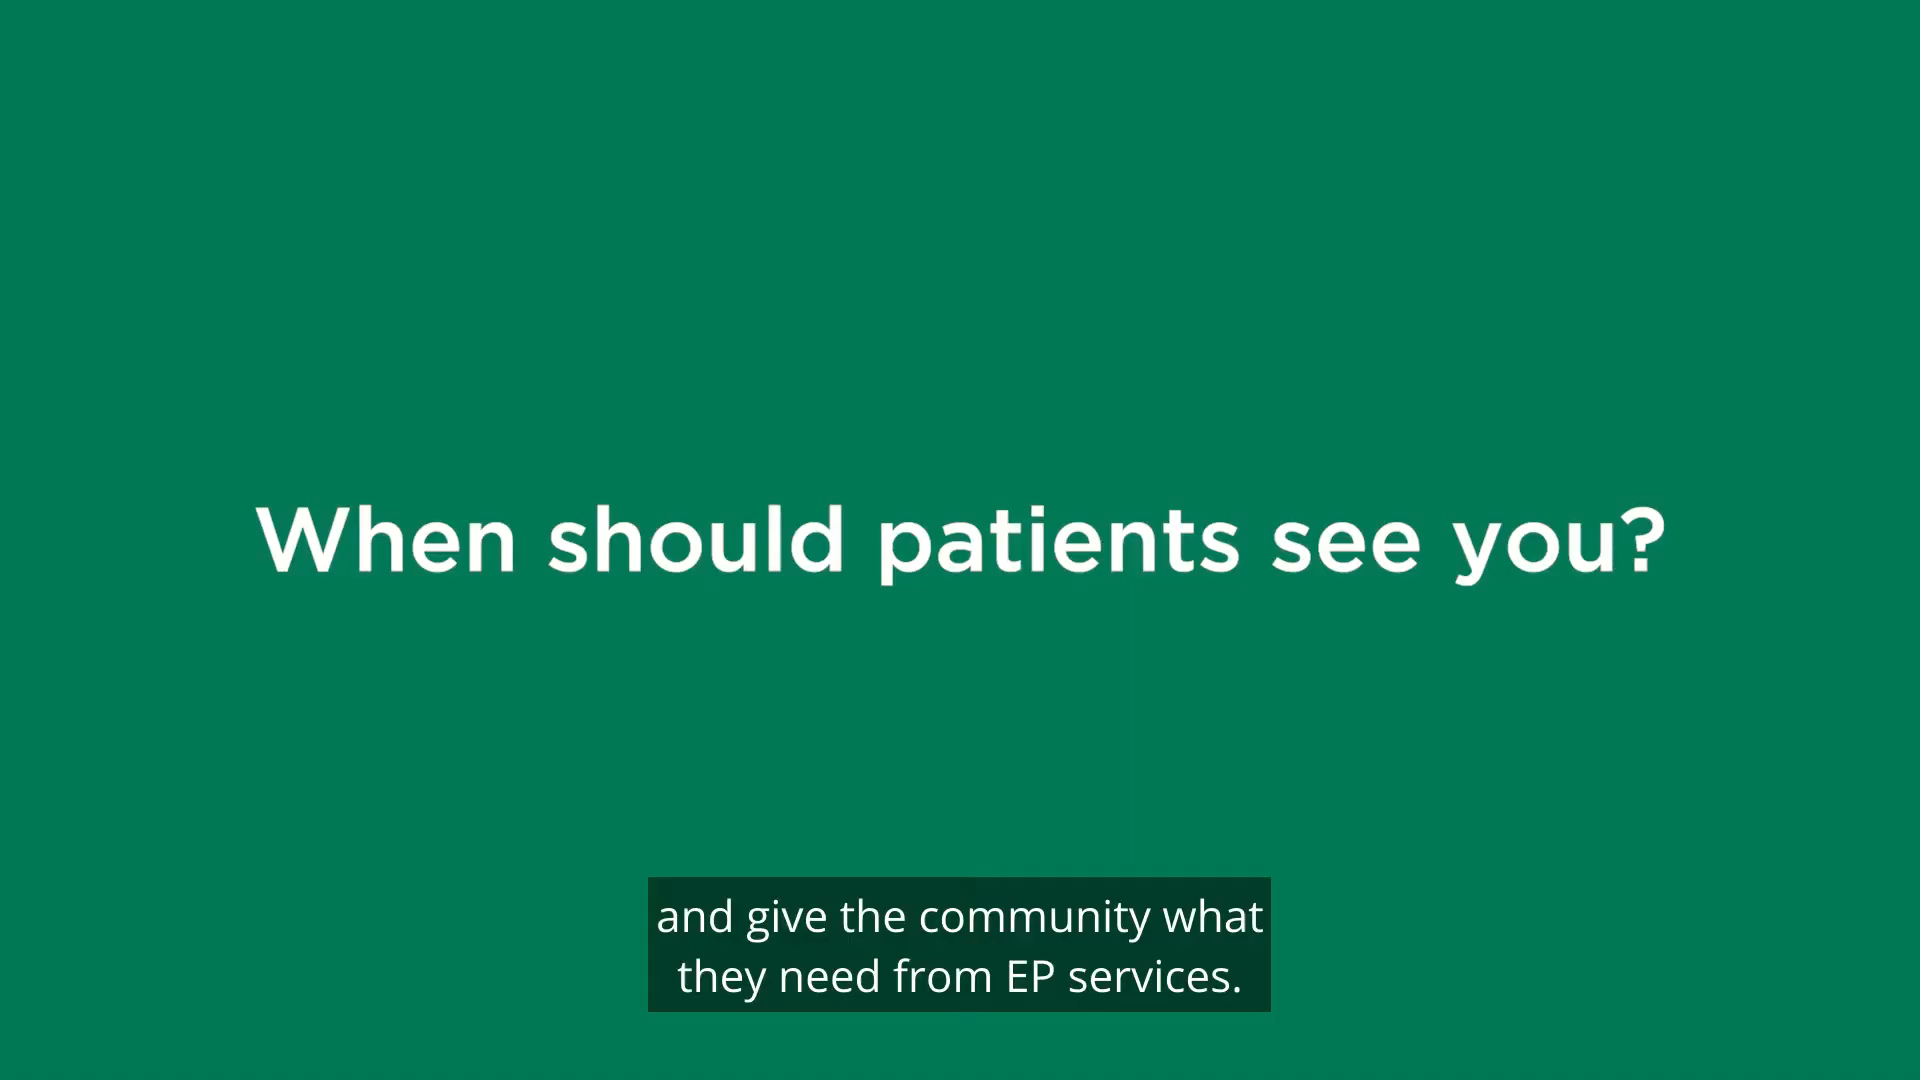 When should patients see you?
and give the community what
they need from EP services.